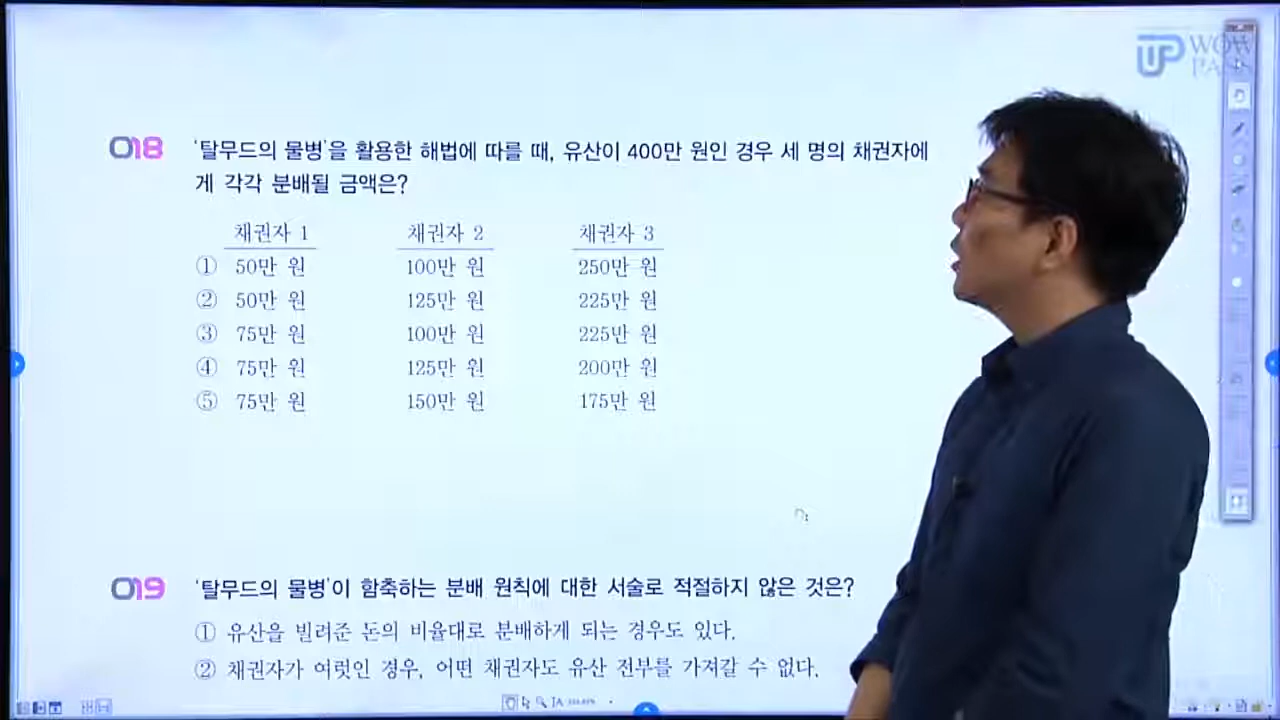 UP WOW PASS
018 '탈무드의 물병'을 활용한 해법에 따를 때, 유산이 400만 원인 경우 세 명의 채권자에
게 각각 분배될 금액은?
채권자 1 채권자 2 채권자 3
① 50만 원 100만 원 250만 원
② 50만 원 125만 원 225만 원
③ 75만 원 100만 원 225만 원
④ 75만 원 125만 원 200만 원
⑤ 75만 원 150만 원 175만 원
019 '탈무드의 물병'이 함축하는 분배 원칙에 대한 서술로 적절하지 않은 것은?
① 유산을 빌려준 돈의 비율대로 분배하게 되는 경우도 있다.
② 채권자가 여럿인 경우, 어떤 채권자도 유산 전부를 가져갈 수 없다.